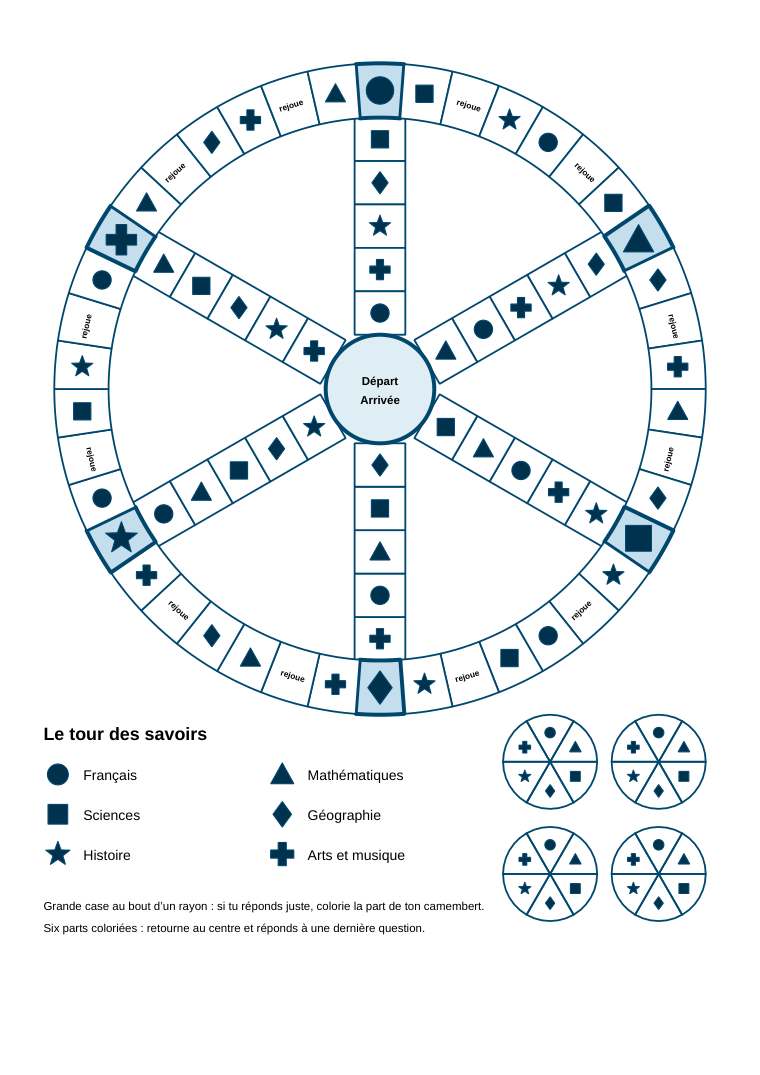 rejoue
rejoue
rejoue
rejoue
rejoue
rejoue
rejoue
rejoue
Départ
Arrivée
rejoue
rejoue
rejoue
rejoue
Le tour des savoirs
Français
Mathématiques
Sciences
Géographie
Histoire
Arts et musique
Grande case au bout d’un rayon : si tu réponds juste, colorie la part de ton camembert.
Six parts coloriées : retourne au centre et réponds à une dernière question.